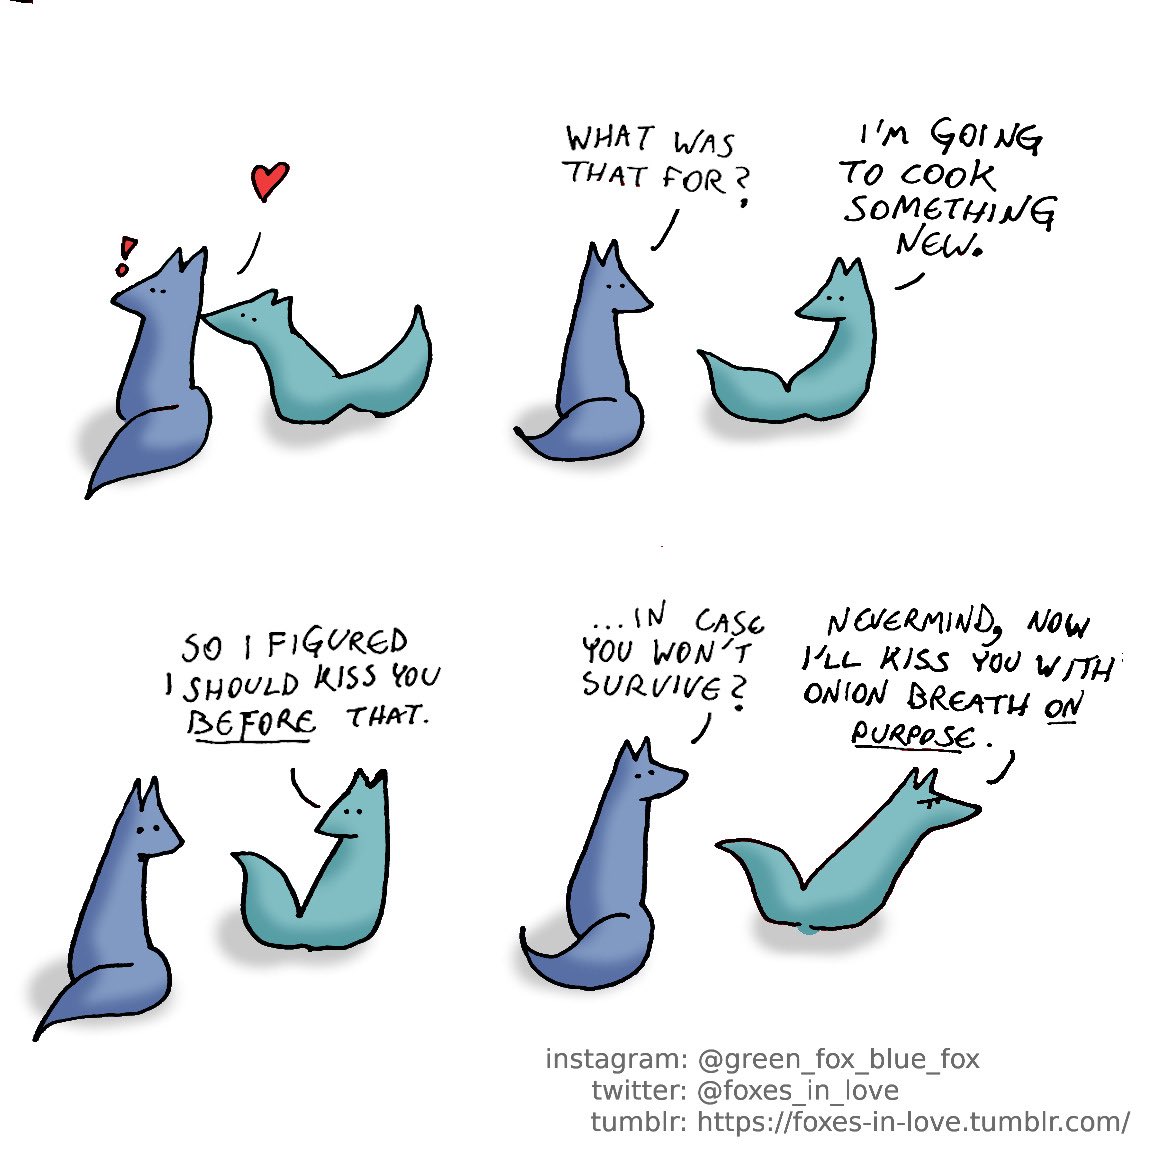 WHAT WAS
THAT FOR?
I'M GOING
TO COOK
SOMETHING
NEW.
SO I FIGURED
I SHOULD KISS YOU
BEFORE THAT.
...IN CASE
YOU WON'T
SURVIVE?
NEVERMIND, NOW
I'LL KISS YOU WITH
ONION BREATH ON
PURPOSE.
instagram: @green_fox_blue_fox
twitter: @foxes_in_love
tumblr: https://foxes-in-love.tumblr.com/